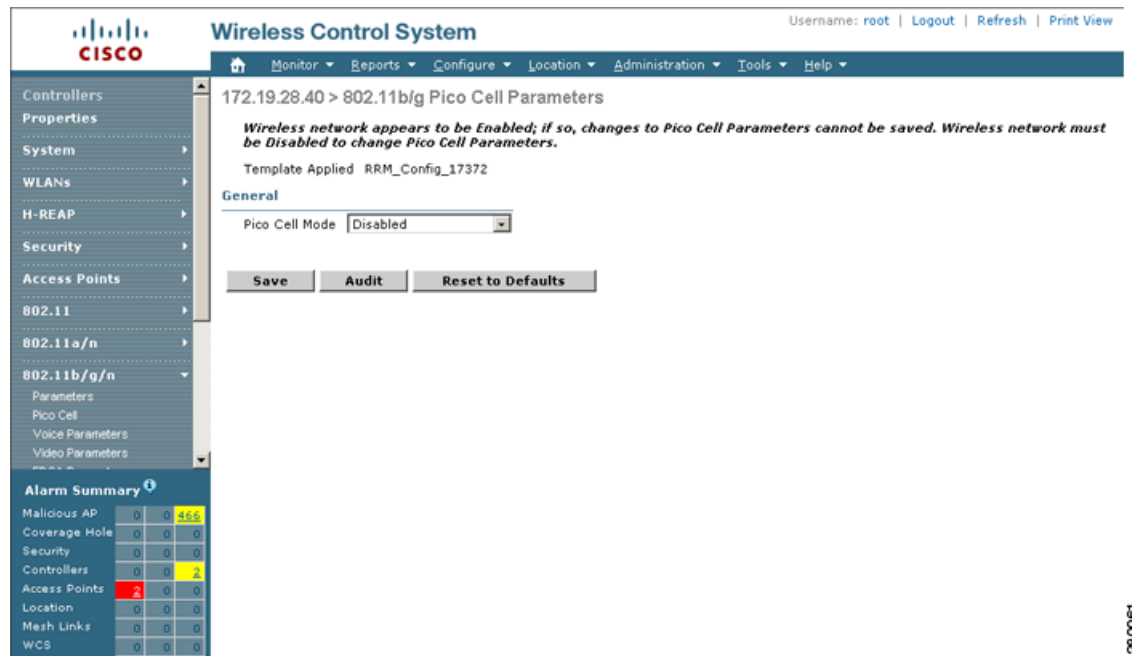 CISCO
Wireless Control System
Username: root | Logout | Refresh | Print View
Monitor Reports Configure Location Administration Tools Help
Controllers
Properties
System
WLANs
H-REAP
Security
Access Points
802.11
802.11a/n
802.11b/g/n
Parameters
Pico Cell
Voice Parameters
Video Parameters
172.19.28.40 > 802.11b/g Pico Cell Parameters
Wireless network appears to be Enabled; if so, changes to Pico Cell Parameters cannot be saved. Wireless network must
be Disabled to change Pico Cell Parameters.
Template Applied RRM_Config_17372
General
Pico Cell Mode Disabled
Save Audit Reset to Defaults
Alarm Summary
Malicious AP 0 0 466
Coverage Hole 0 0 0
Security 0 0 0
Controllers 0 0 2
Access Points 2 0 0
Location 0 0 0
Mesh Links 0 0 0
WCS 0 0 0